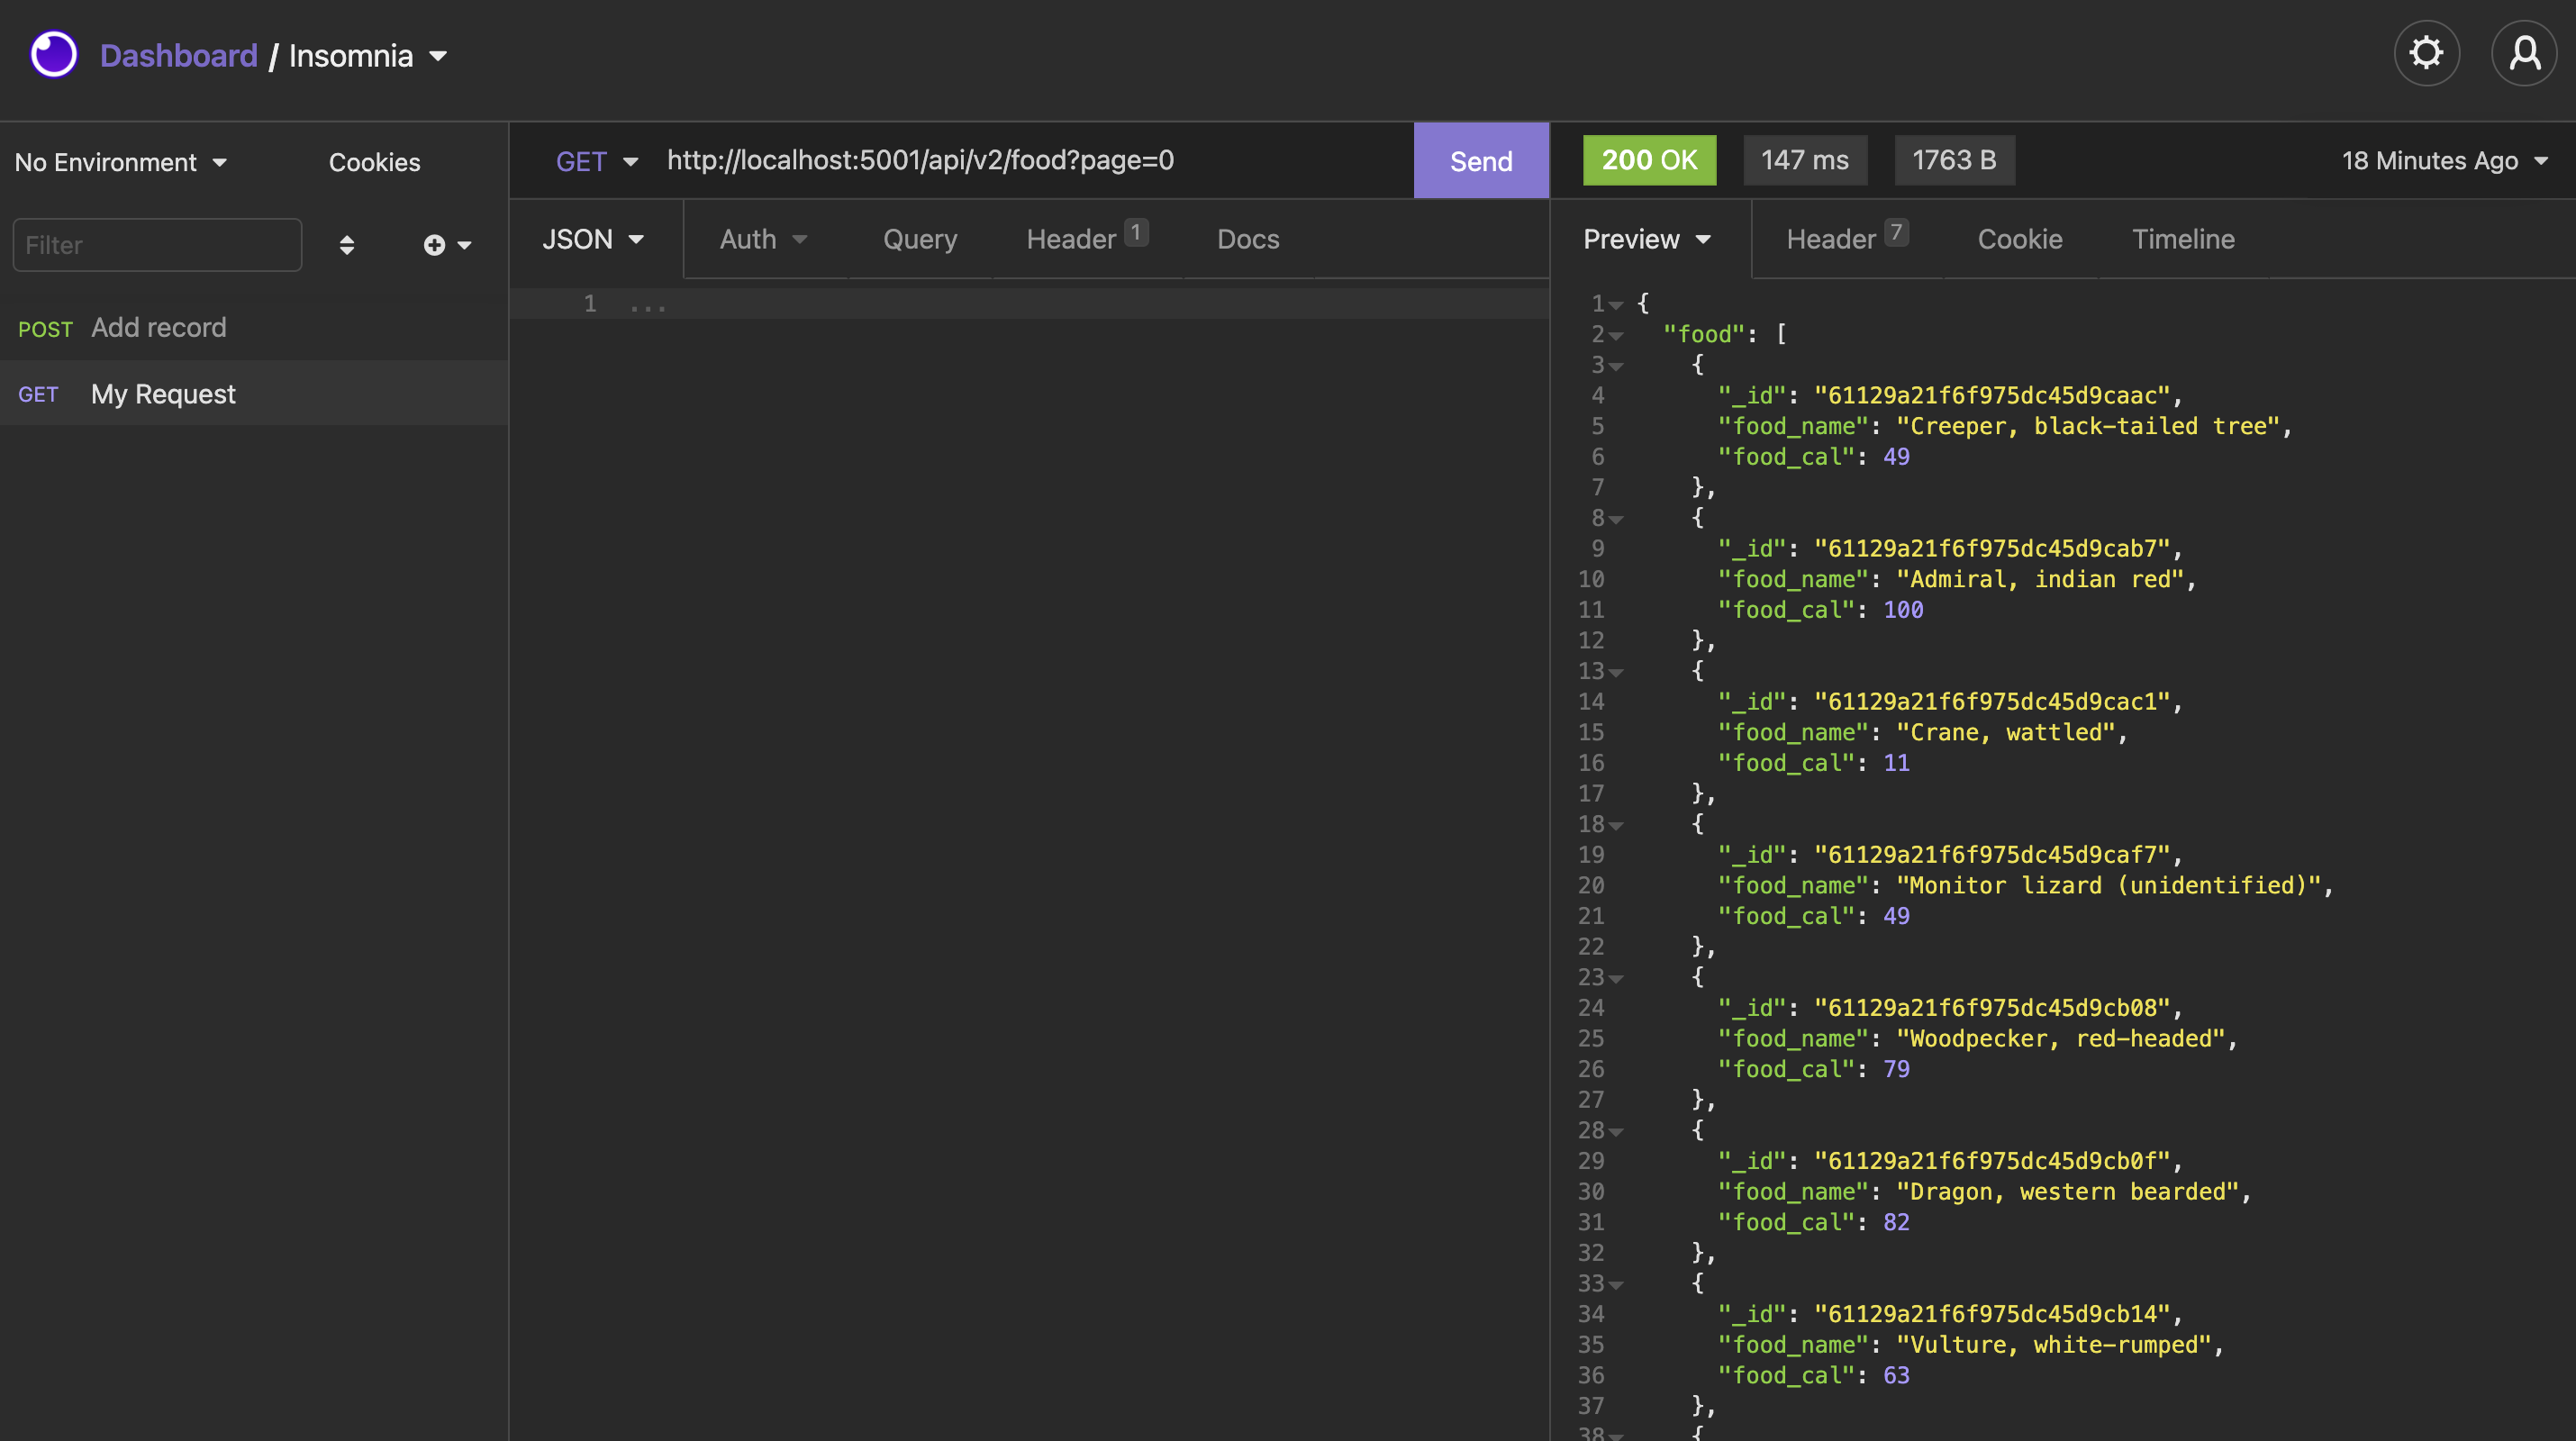 Dashboard / Insomnia
No Environment
Cookies
Filter
POST Add record
GET My Request
GET http://localhost:5001/api/v2/food?page=0 Send
JSON Auth Query Header 1 Docs
1 ...
200 OK 147 ms 1763 B 18 Minutes Ago
Preview Header 7 Cookie Timeline
1 {
2 "food": [
3 {
4 "_id": "61129a21f6f975dc45d9caac",
5 "food_name": "Creeper, black-tailed tree",
6 "food_cal": 49
7 },
8 {
9 "_id": "61129a21f6f975dc45d9cab7",
10 "food_name": "Admiral, indian red",
11 "food_cal": 100
12 },
13 {
14 "_id": "61129a21f6f975dc45d9cac1",
15 "food_name": "Crane, wattled",
16 "food_cal": 11
17 },
18 {
19 "_id": "61129a21f6f975dc45d9caf7",
20 "food_name": "Monitor lizard (unidentified)",
21 "food_cal": 49
22 },
23 {
24 "_id": "61129a21f6f975dc45d9cb08",
25 "food_name": "Woodpecker, red-headed",
26 "food_cal": 79
27 },
28 {
29 "_id": "61129a21f6f975dc45d9cb0f",
30 "food_name": "Dragon, western bearded",
31 "food_cal": 82
32 },
33 {
34 "_id": "61129a21f6f975dc45d9cb14",
35 "food_name": "Vulture, white-rumped",
36 "food_cal": 63
37 },
38 {